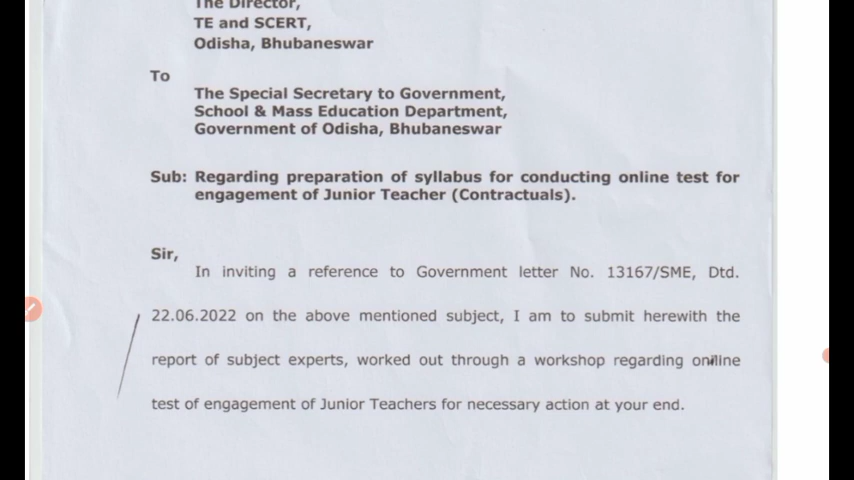 The Director,
TE and SCERT,
Odisha, Bhubaneswar
To
The Special Secretary to Government,
School & Mass Education Department,
Government of Odisha, Bhubaneswar
Sub: Regarding preparation of syllabus for conducting online test for
engagement of Junior Teacher (Contractuals).
Sir,
In inviting a reference to Government letter No. 13167/SME, Dtd.
22.06.2022 on the above mentioned subject, I am to submit herewith the
report of subject experts, worked out through a workshop regarding online
test of engagement of Junior Teachers for necessary action at your end.